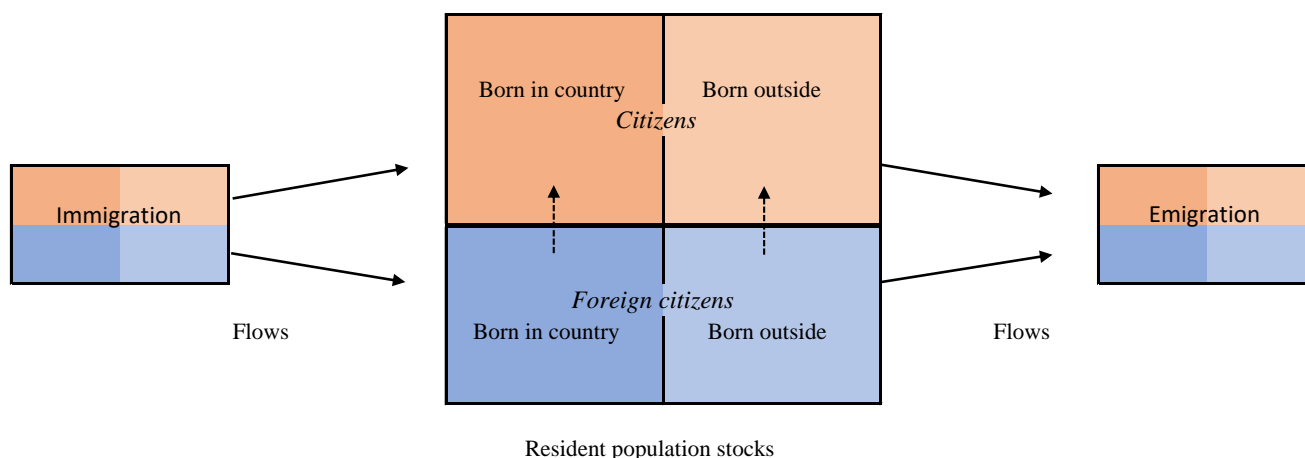 Born in country Born outside
Citizens
Immigration
Emigration
Foreign citizens
Born in country Born outside
Flows
Flows
Resident population stocks